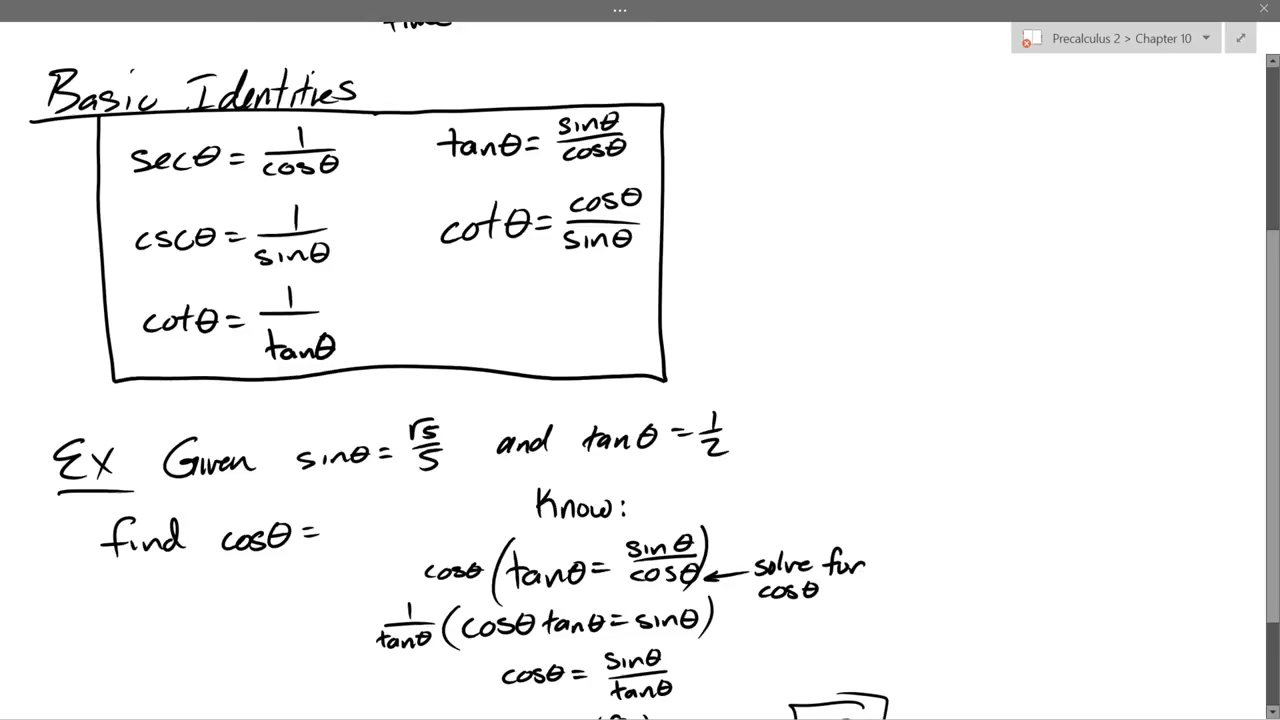 Precalculus 2 > Chapter 10
Basic Identities
secθ = 1/cosθ
tanθ = sinθ/cosθ
cscθ = 1/sinθ
cotθ = cosθ/sinθ
cotθ = 1/tanθ
Ex Given sinθ = √5/5 and tanθ = 1/2
find cosθ =
Know:
cosθ (tanθ = sinθ/cosθ) ← solve for
cosθ
1/tanθ (cosθ tanθ = sinθ)
cosθ = sinθ/tanθ